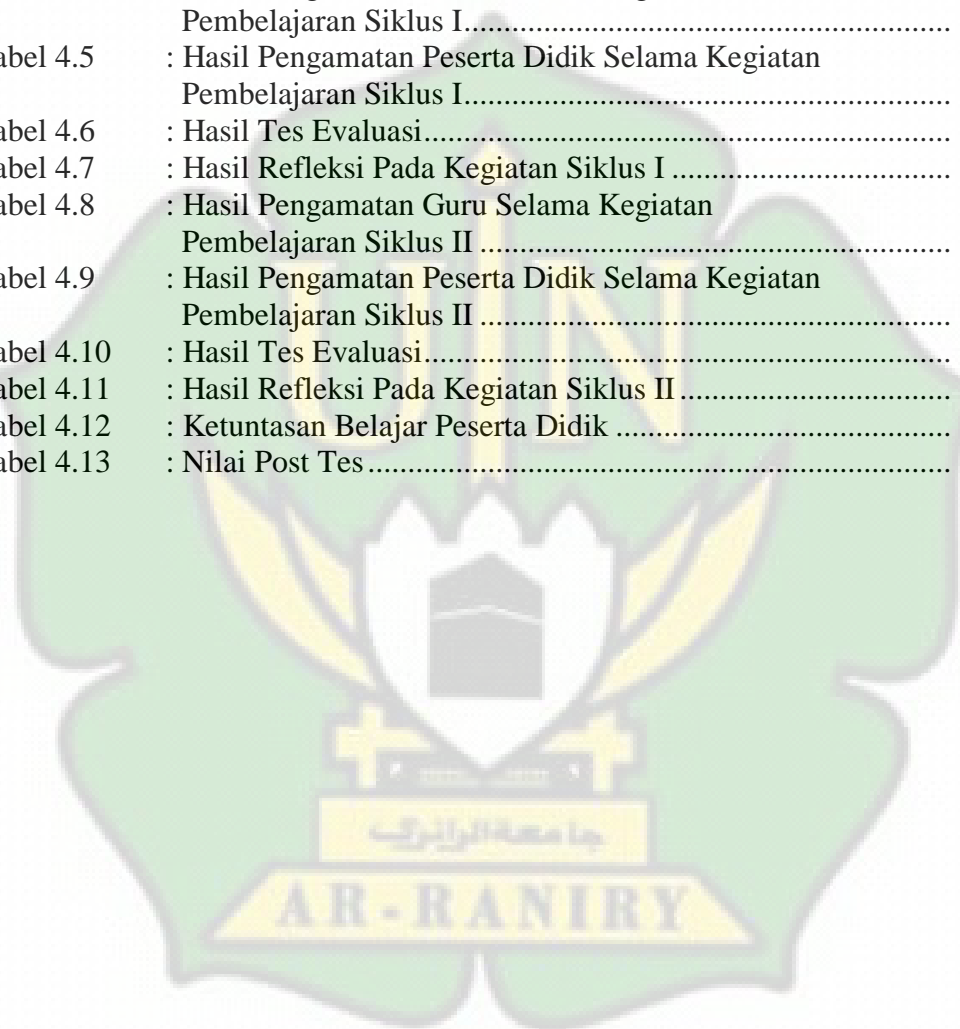 Pembelajaran Siklus I
abel 4.5 : Hasil Pengamatan Peserta Didik Selama Kegiatan
Pembelajaran Siklus I
abel 4.6 : Hasil Tes Evaluasi
abel 4.7 : Hasil Refleksi Pada Kegiatan Siklus I
abel 4.8 : Hasil Pengamatan Guru Selama Kegiatan
Pembelajaran Siklus II
abel 4.9 : Hasil Pengamatan Peserta Didik Selama Kegiatan
Pembelajaran Siklus II
abel 4.10 : Hasil Tes Evaluasi
abel 4.11 : Hasil Refleksi Pada Kegiatan Siklus II
abel 4.12 : Ketuntasan Belajar Peserta Didik
abel 4.13 : Nilai Post Tes
UIN
جامعة الرانيري
AR-RANIRY